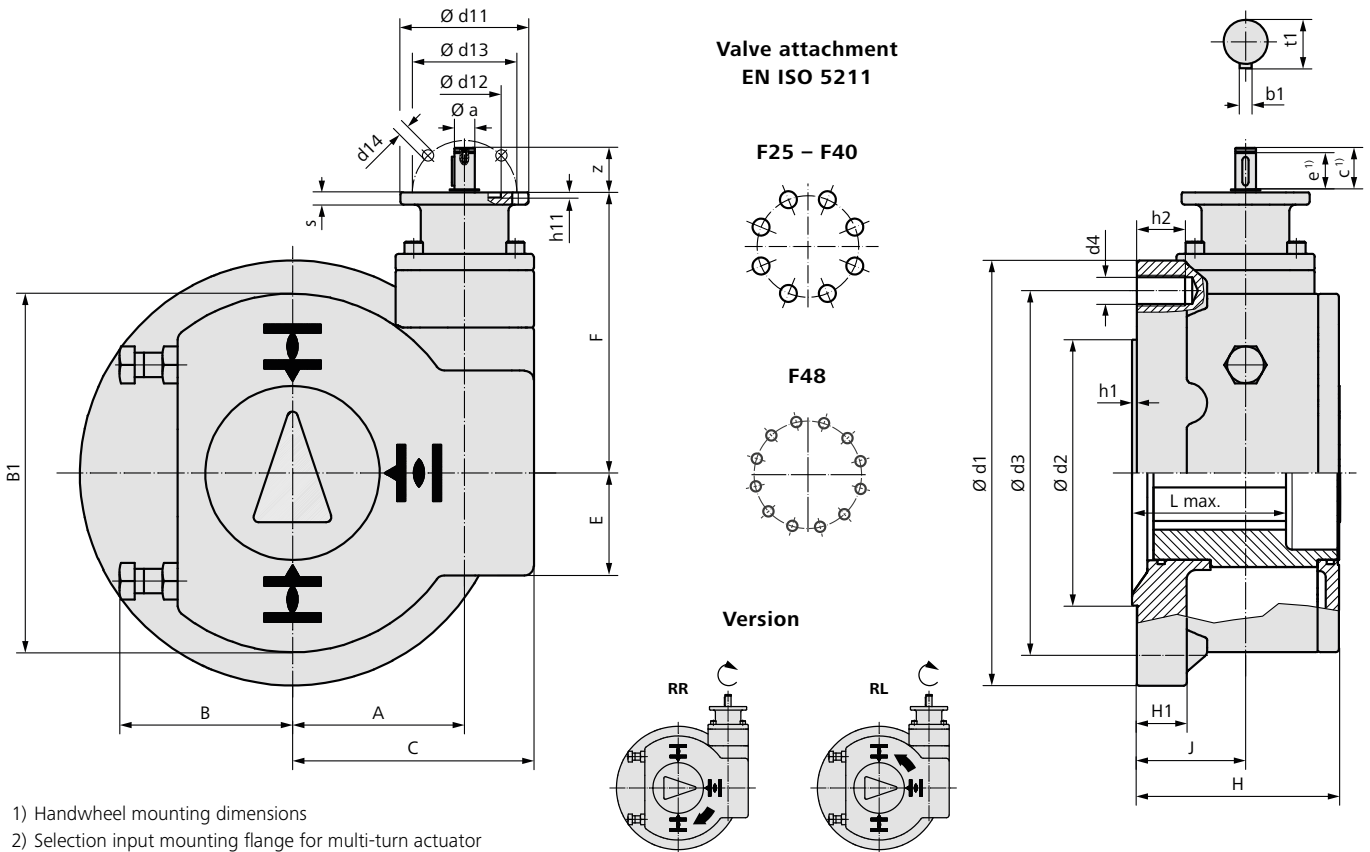 Ø d11
Ø d13
Ø d12
Ø a
d14
z
s
h11
F
E
B1
B
A
C
Valve attachment
EN ISO 5211
F25 – F40
F48
Version
RR
RL
t1
b1
e 1)
c 1)
h2
d4
h1
Ø d1
Ø d3
Ø d2
L max.
H1
J
H
1) Handwheel mounting dimensions
2) Selection input mounting flange for multi-turn actuator